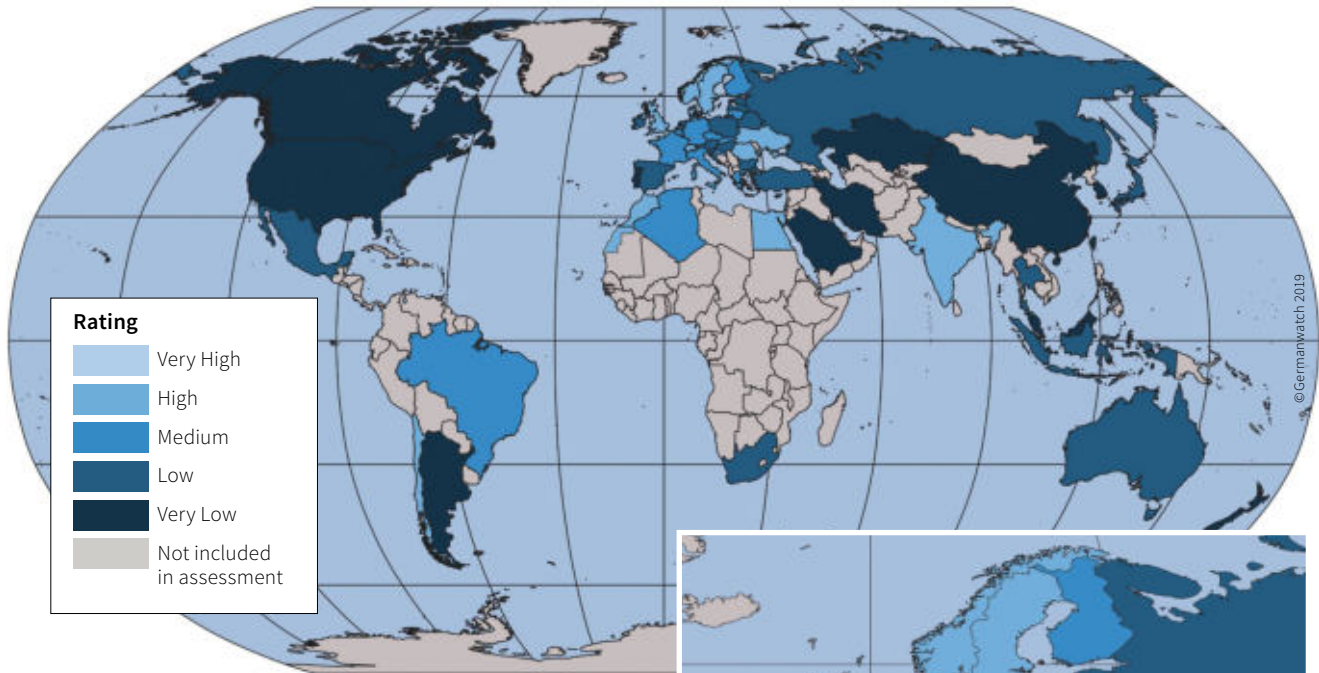 Rating
Very High
High
Medium
Low
Very Low
Not included
in assessment
©Germanwatch 2019